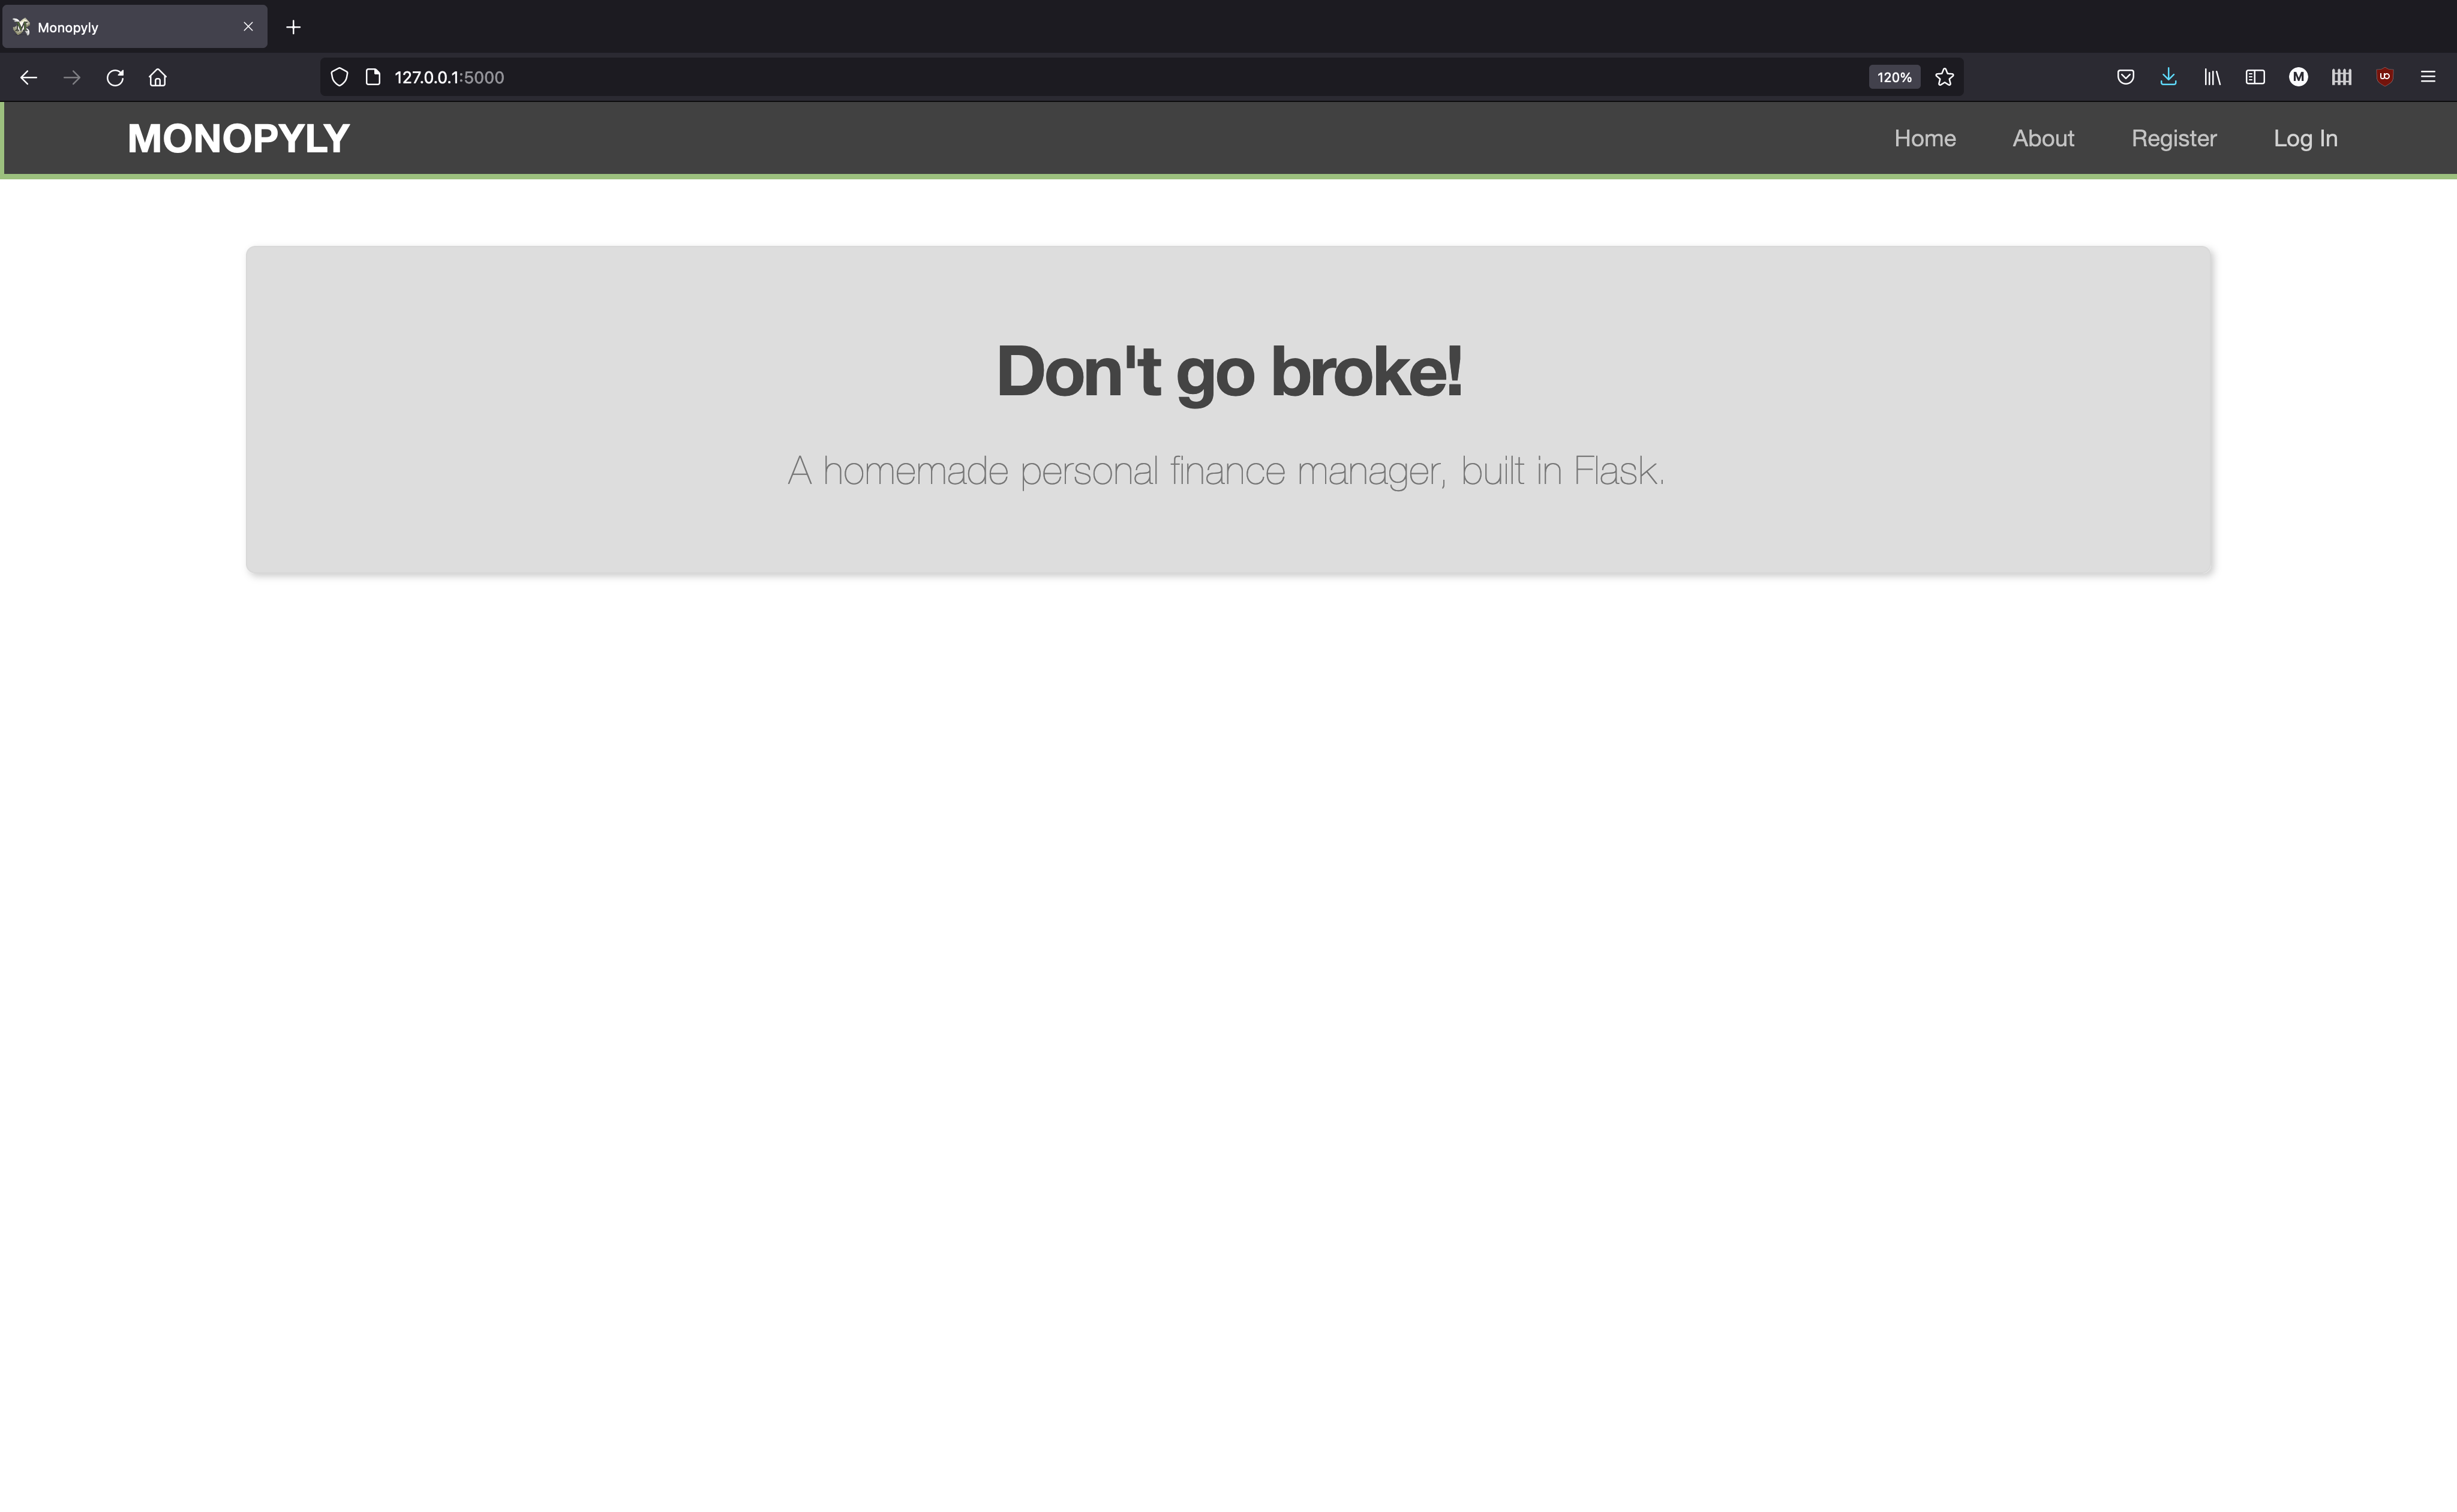 Monopyly
127.0.0.1:5000
120%
M
UO
MONOPYLY
Home About Register Log In
Don't go broke!
A homemade personal finance manager, built in Flask.